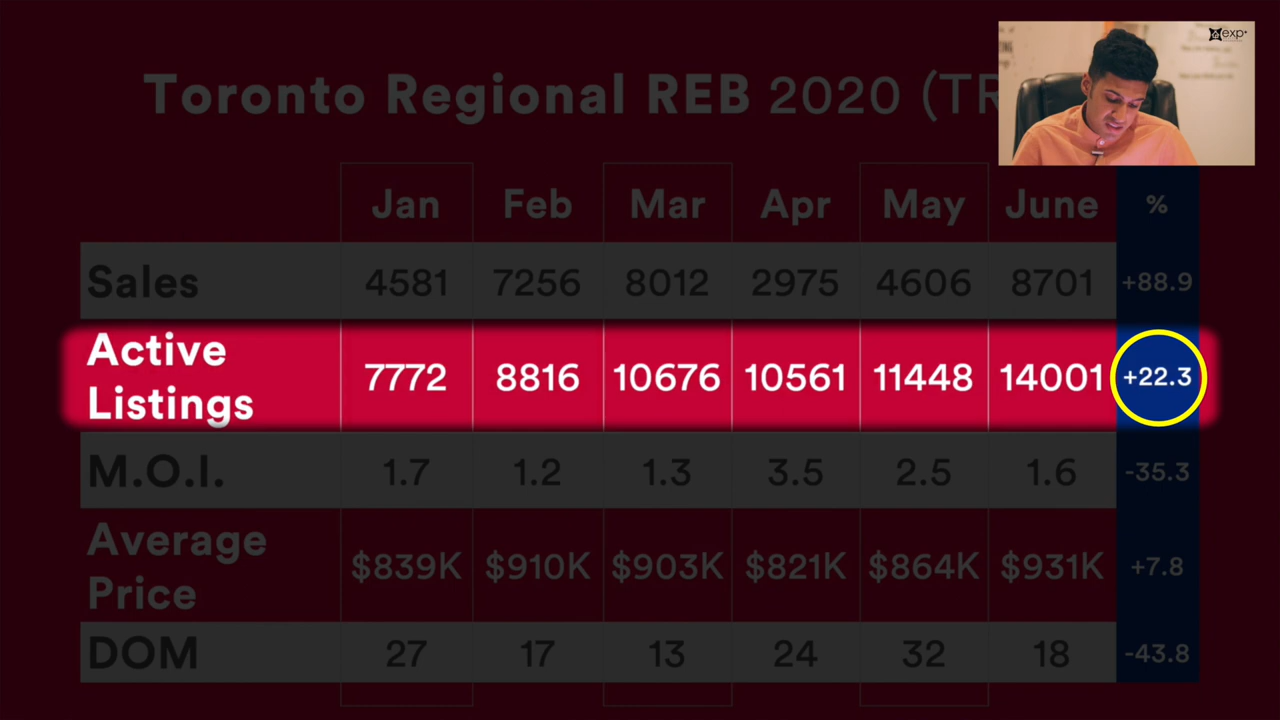 exp
Toronto Regional REB 2020 (TR
Jan Feb Mar Apr May June %
Sales 4581 7256 8012 2975 4606 8701 +88.9
Active
Listings 7772 8816 10676 10561 11448 14001 +22.3
M.O.I. 1.7 1.2 1.3 3.5 2.5 1.6 -35.3
Average
Price $839K $910K $903K $821K $864K $931K +7.8
DOM 27 17 13 24 32 18 -43.8